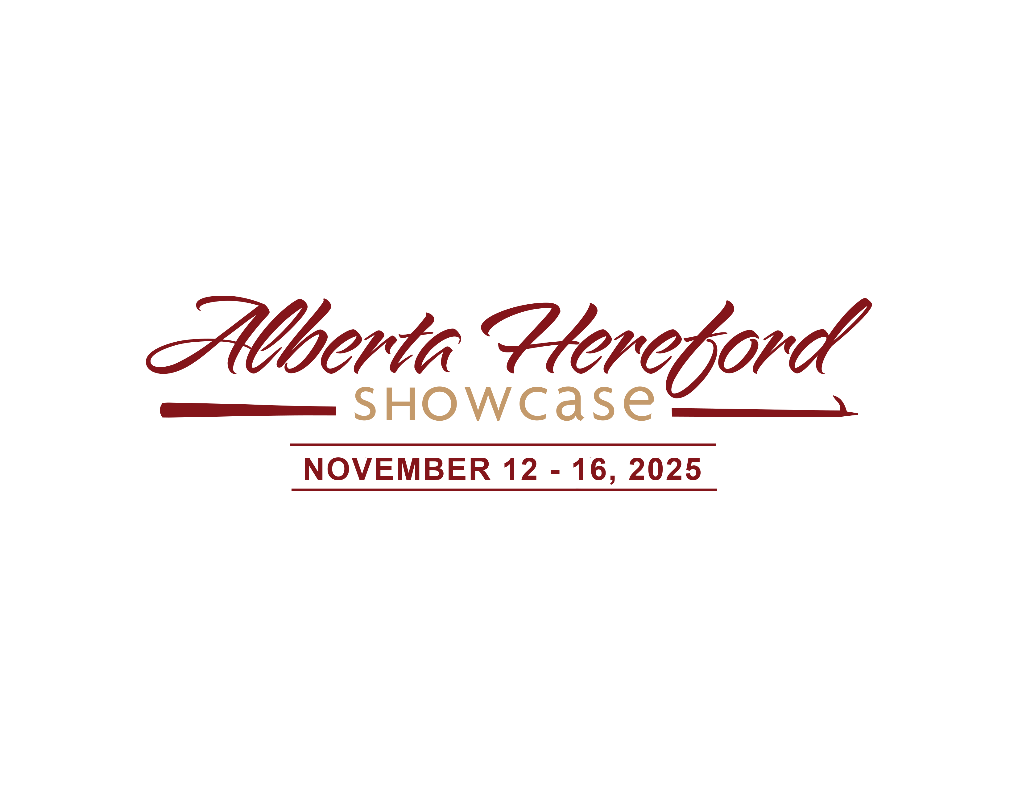 Alberta Hereford
SHOWcase
NOVEMBER 12 - 16, 2025